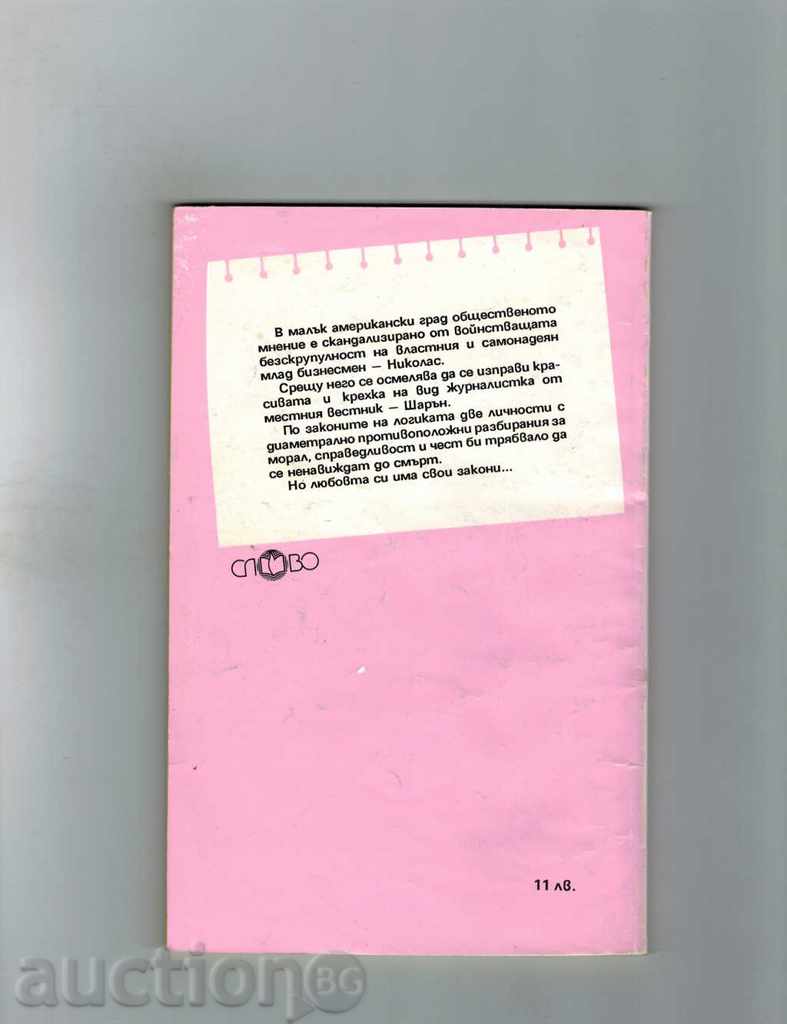 В малък американски град общественото
мнение е скандализирано от войнстващата
безскрупулност на властния и самонадеян
млад бизнесмен – Николас.
Срещу него се осмелява да се изправи кра-
сивата и крехка на вид журналистка от
местния вестник – Шарън.
По законите на логиката две личности с
диаметрално противоположни разбирания за
морал, справедливост и чест би трябвало да
се ненавиждат до смърт.
Но любовта си има свои закони...
СЛОВО
11 лв.
auctionBG